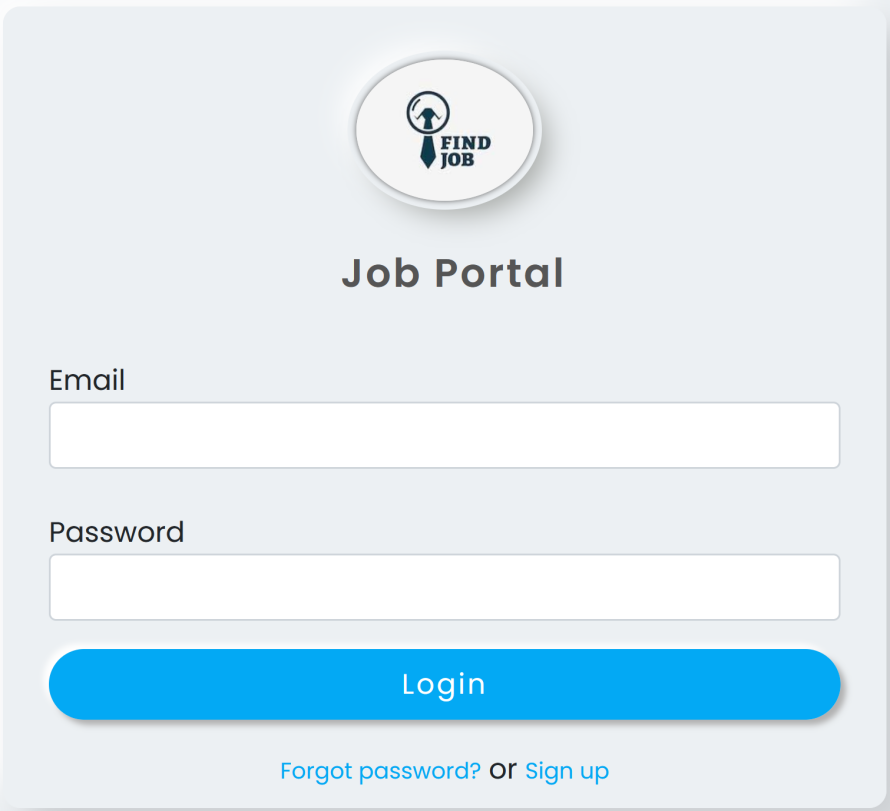 FIND
JOB
Job Portal
Email
Password
Login
Forgot password? or Sign up